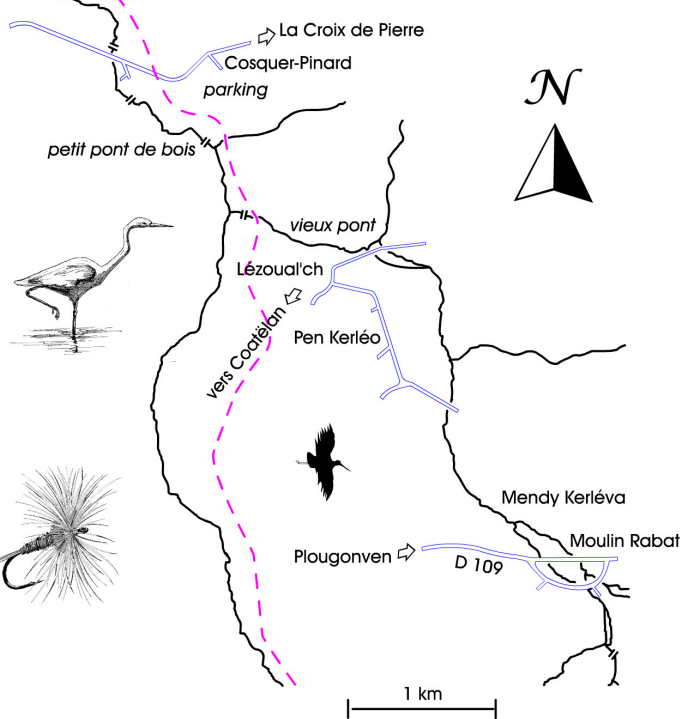 La Croix de Pierre
Cosquer-Pinard
parking
N
petit pont de bois
vieux pont
Lézoual'ch
vers Coatëlan
Pen Kerléo
Mendy Kerléva
Moulin Rabat
Plougonven
D 109
1 km